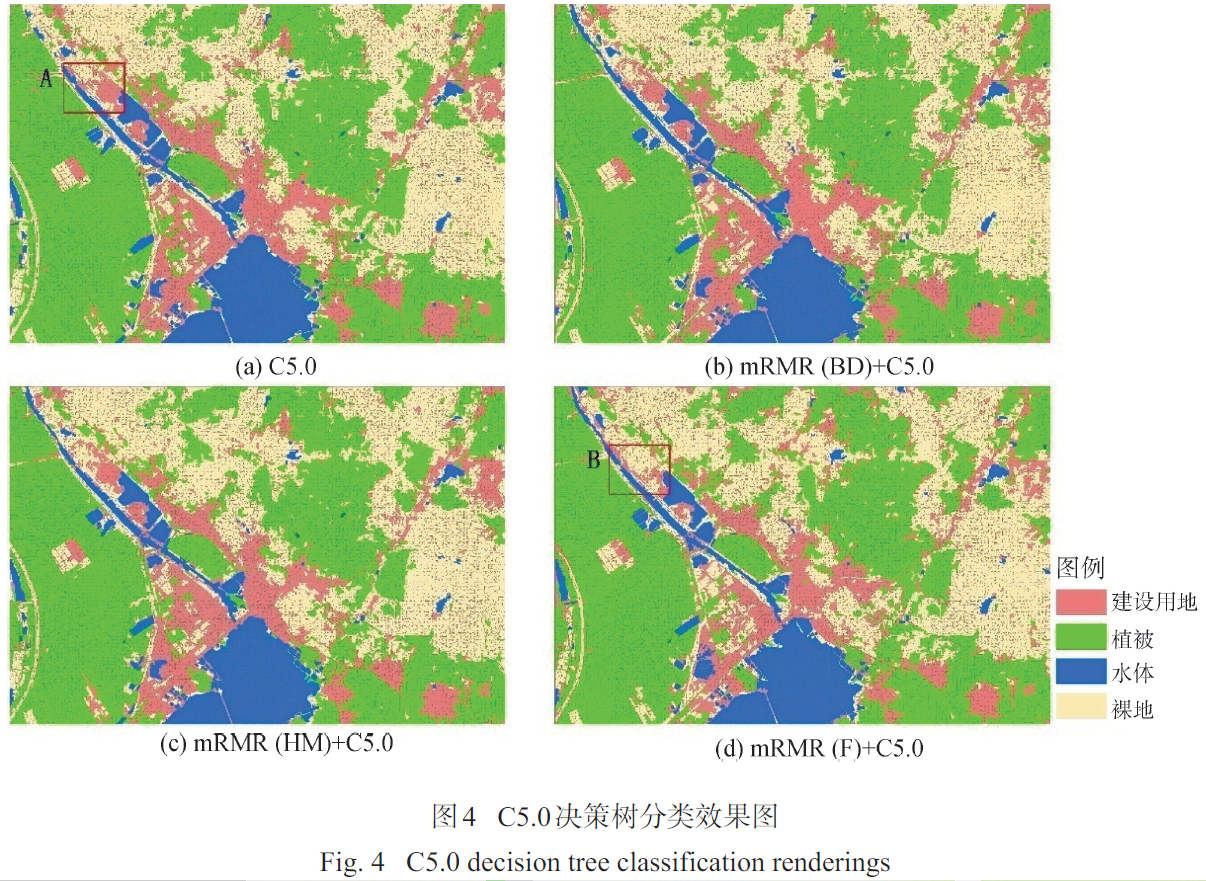 A
(a) C5.0
(b) mRMR (BD)+C5.0
B
(c) mRMR (HM)+C5.0
(d) mRMR (F)+C5.0
图例
建设用地
植被
水体
裸地
图4 C5.0决策树分类效果图
Fig. 4 C5.0 decision tree classification renderings